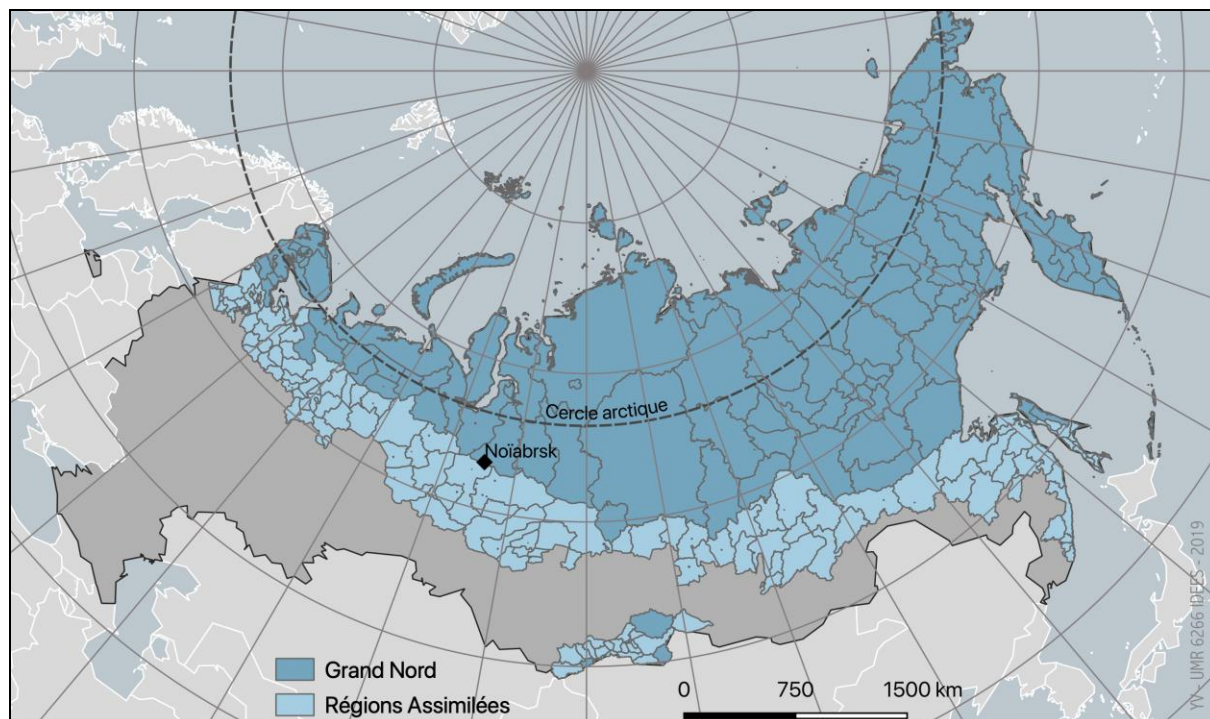 Cercle arctique
Noïabrsk
Grand Nord
Régions Assimilées
0 750 1500 km
YV - UMR 6266 IDEES - 2019